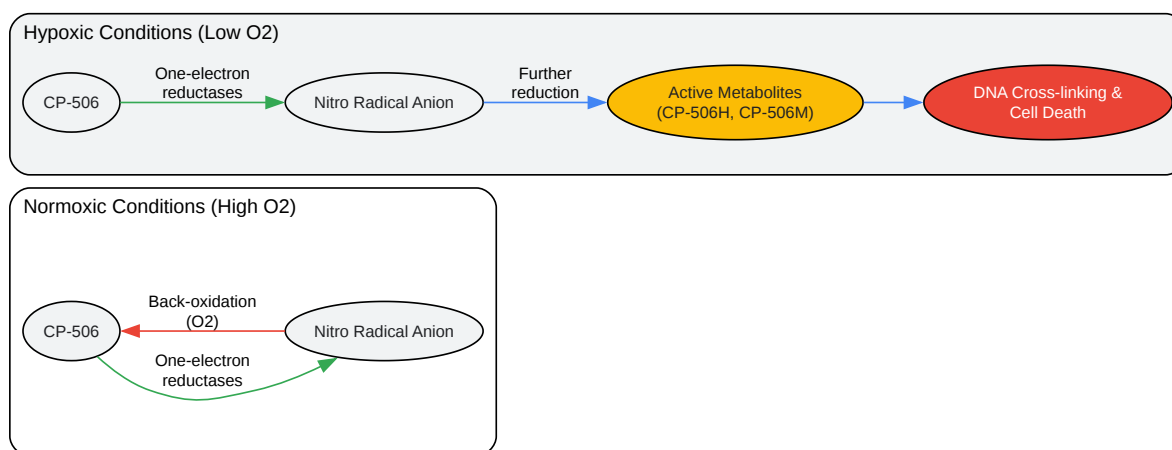 Hypoxic Conditions (Low O2)
CP-506
One-electron
reductases
Nitro Radical Anion
Further
reduction
Active Metabolites
(CP-506H, CP-506M)
DNA Cross-linking &
Cell Death
Normoxic Conditions (High O2)
CP-506
Back-oxidation
(O2)
Nitro Radical Anion
One-electron
reductases